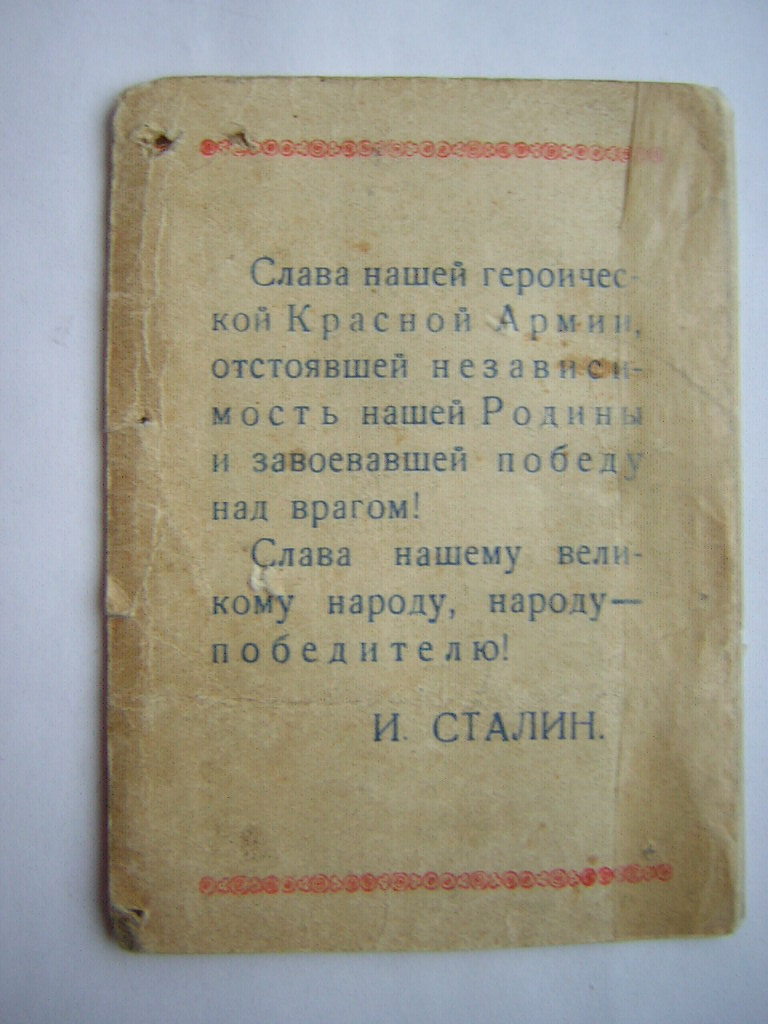 Слава нашей героичес-
кой Красной Армии,
отстоявшей независи-
мость нашей Родины
и завоевавшей победу
над врагом!
Слава нашему вели-
кому народу, народу—
победителю!
И. СТАЛИН.